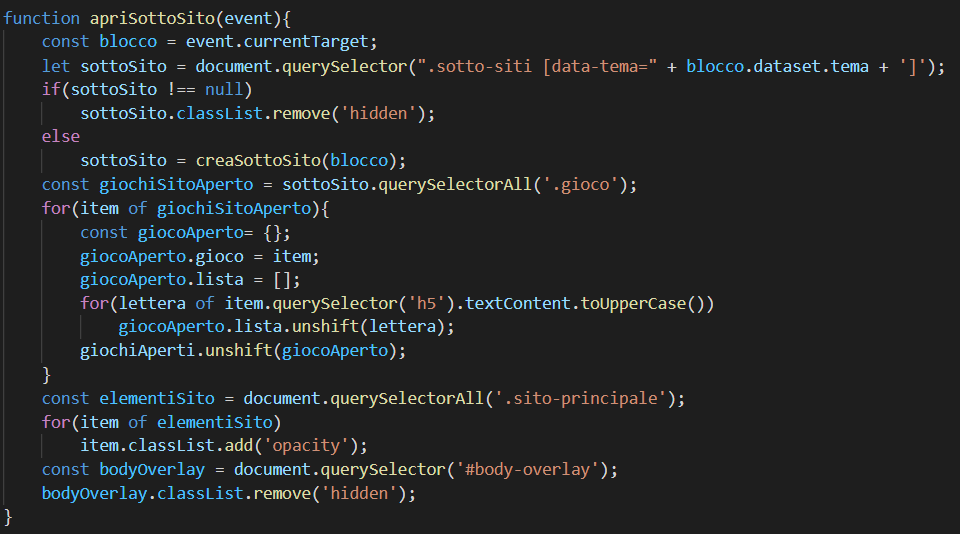 function apriSottoSito(event){
    const blocco = event.currentTarget;
    let sottoSito = document.querySelector(".sotto-siti [data-tema=" + blocco.dataset.tema + ']');
    if(sottoSito !== null)
        sottoSito.classList.remove('hidden');
    else
        sottoSito = creaSottoSito(blocco);
    const giochiSitoAperto = sottoSito.querySelectorAll('.gioco');
    for(item of giochiSitoAperto){
        const giocoAperto= {};
        giocoAperto.gioco = item;
        giocoAperto.lista = [];
        for(lettera of item.querySelector('h5').textContent.toUpperCase())
            giocoAperto.lista.unshift(lettera);
        giochiAperti.unshift(giocoAperto);
    }
    const elementiSito = document.querySelectorAll('.sito-principale');
    for(item of elementiSito)
        item.classList.add('opacity');
    const bodyOverlay = document.querySelector('#body-overlay');
    bodyOverlay.classList.remove('hidden');
}